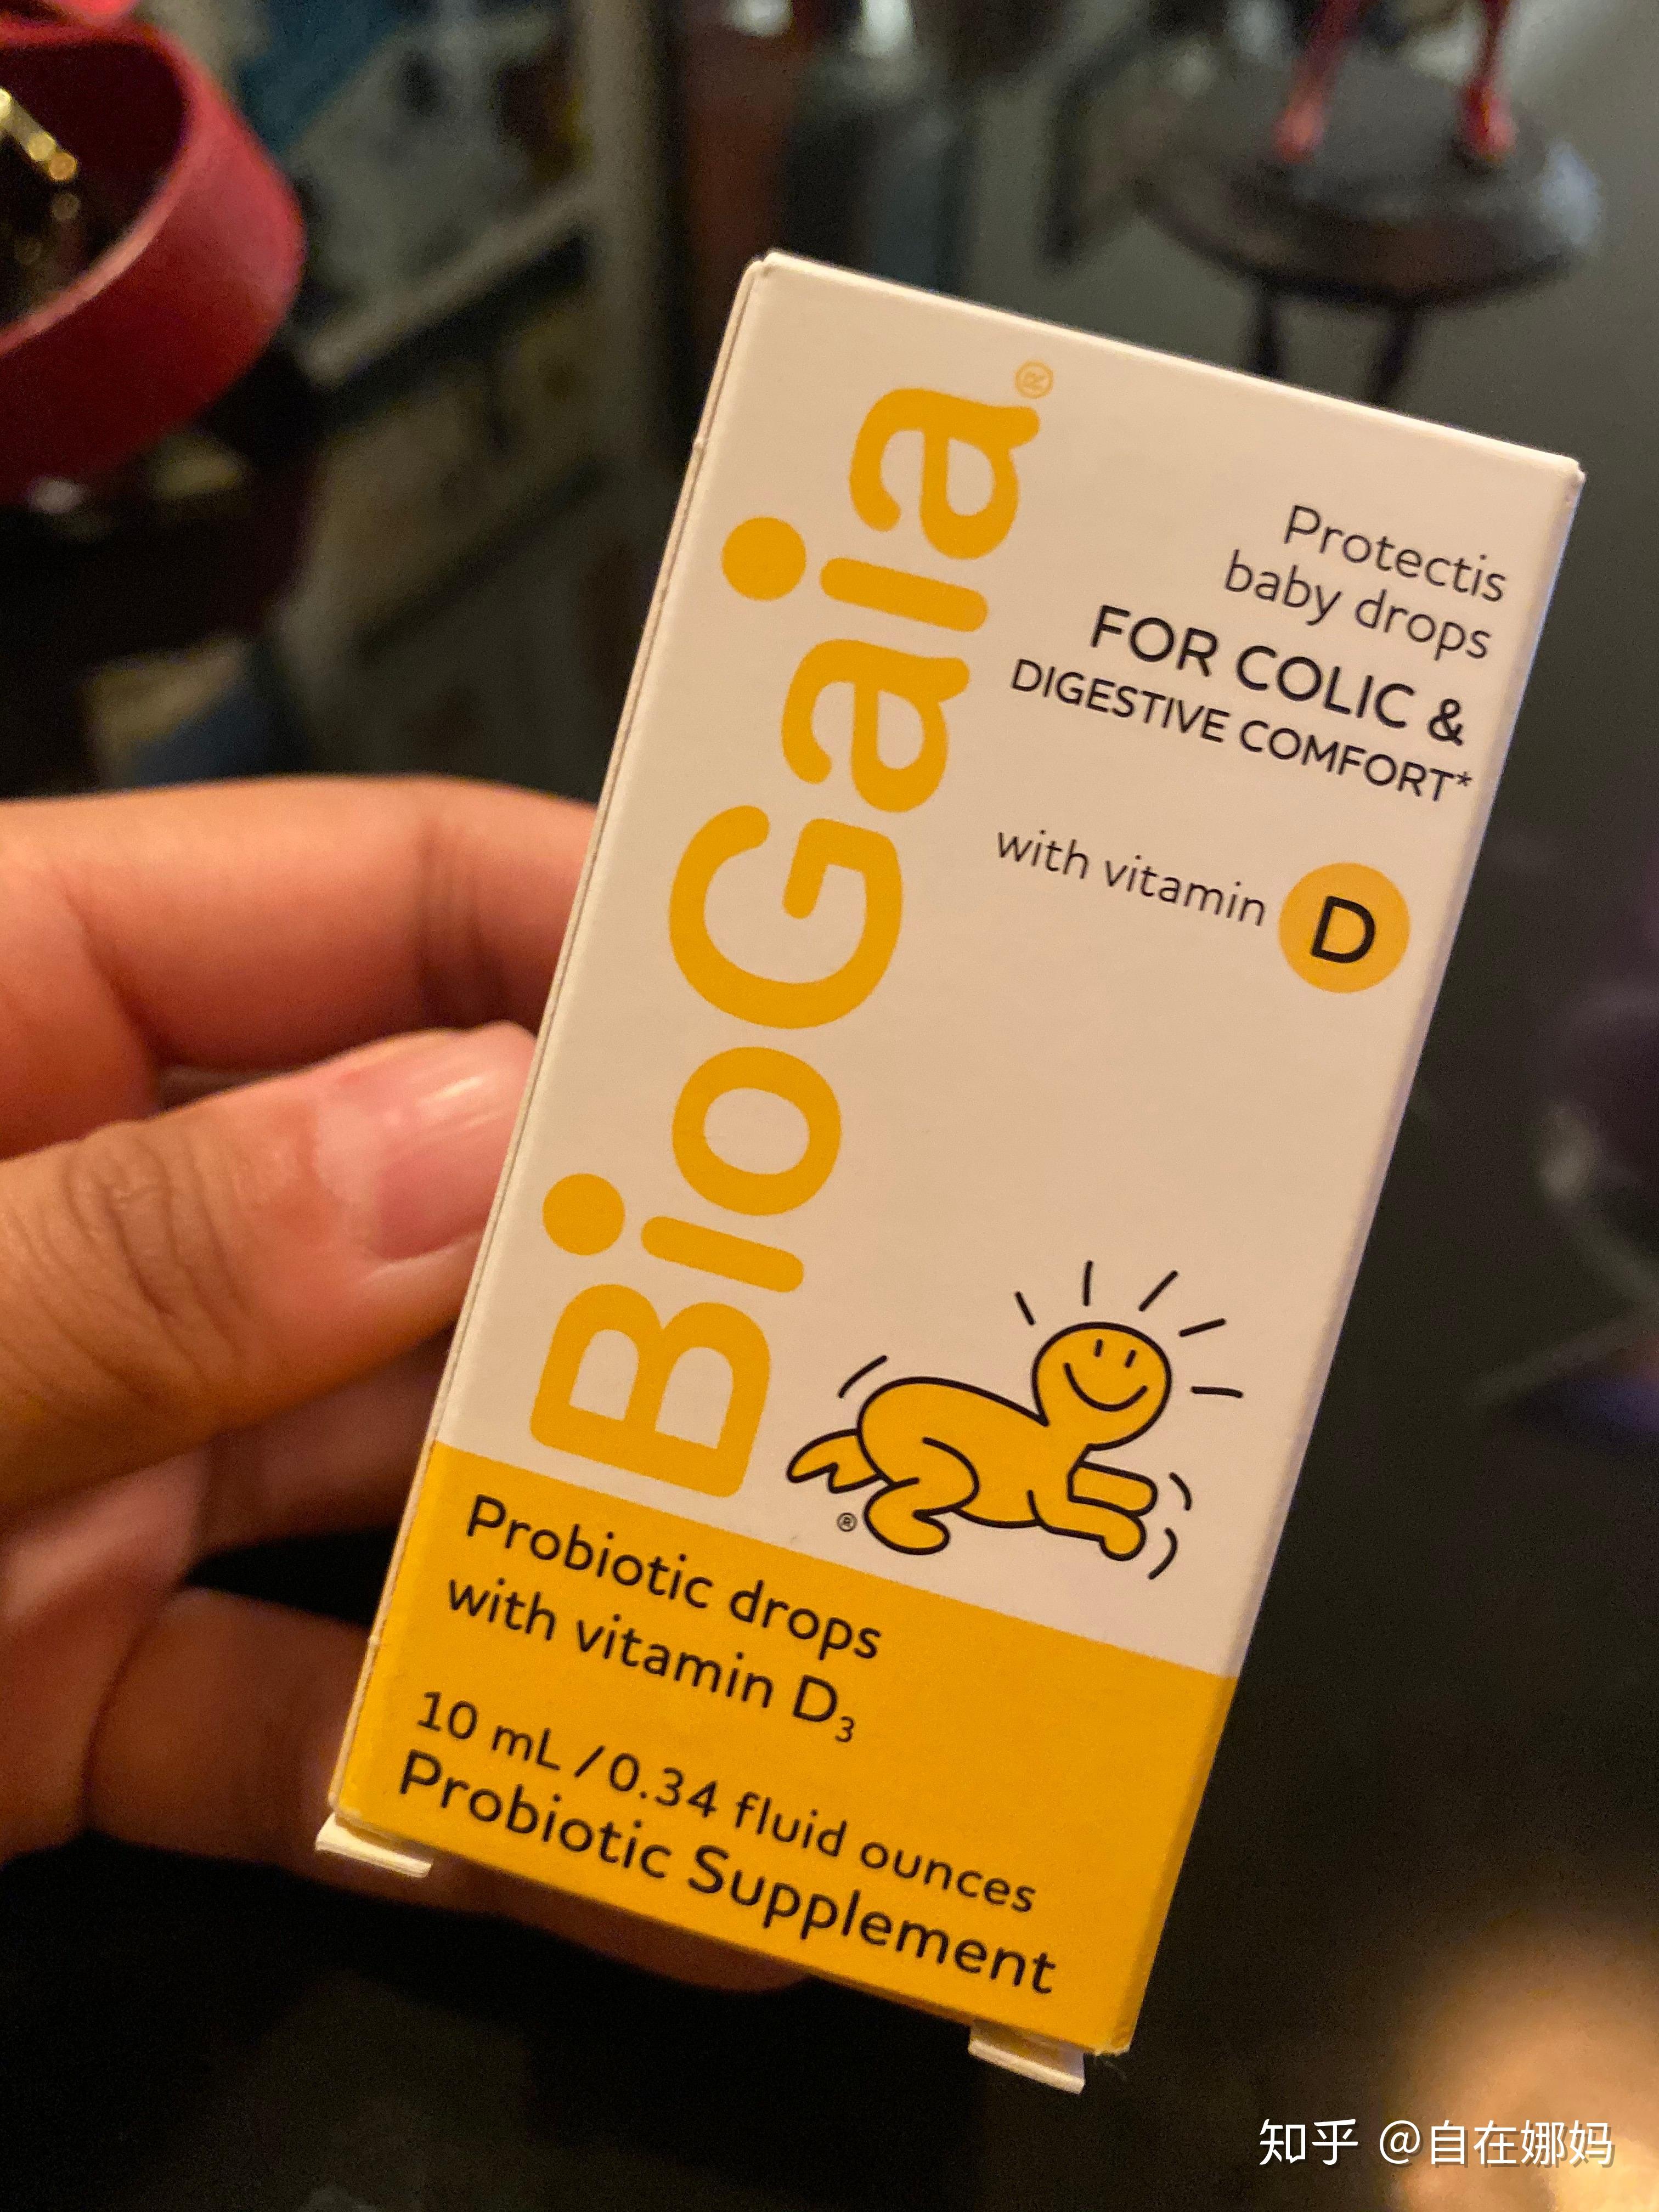 BioGaia®
Protectis
baby drops
FOR COLIC &
DIGESTIVE COMFORT*
with vitamin D
®
Probiotic drops
with vitamin D₃
10 mL / 0.34 fluid ounces
Probiotic Supplement
知乎 @自在娜妈